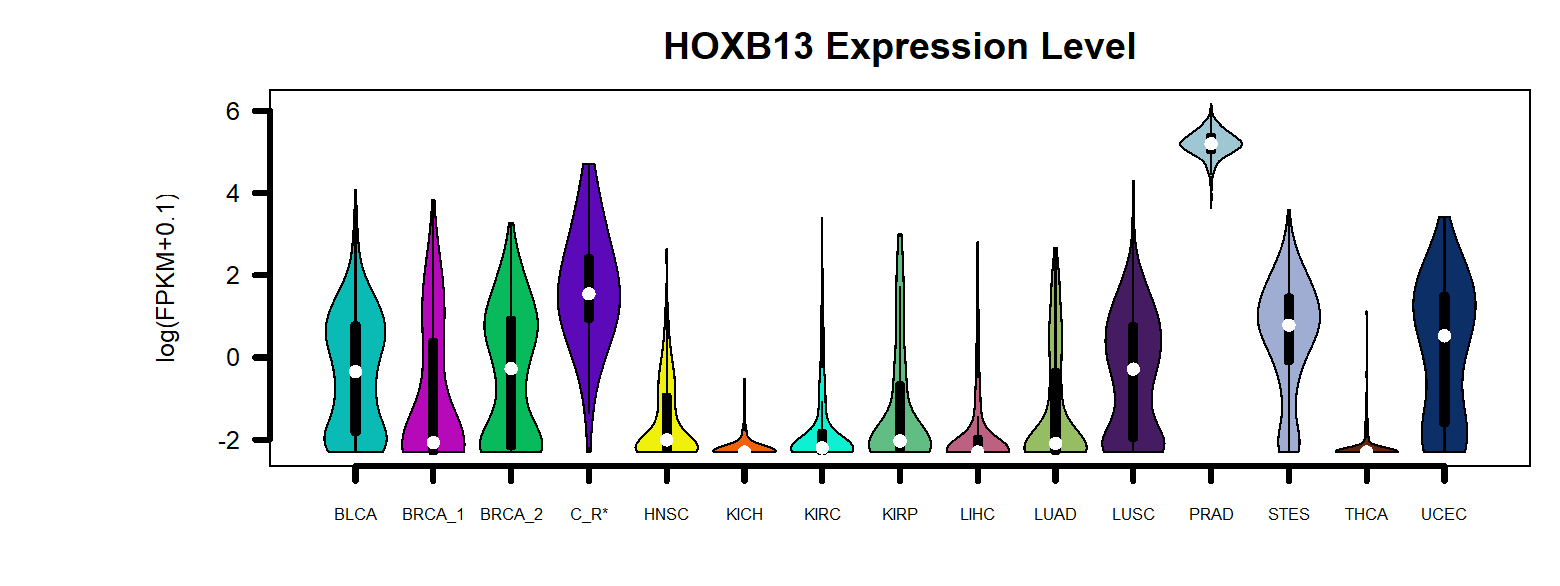 HOXB13 Expression Level
log(FPKM+0.1)
6
4
2
0
-2
BLCA BRCA_1 BRCA_2 C_R* HNSC KICH KIRC KIRP LIHC LUAD LUSC PRAD STES THCA UCEC